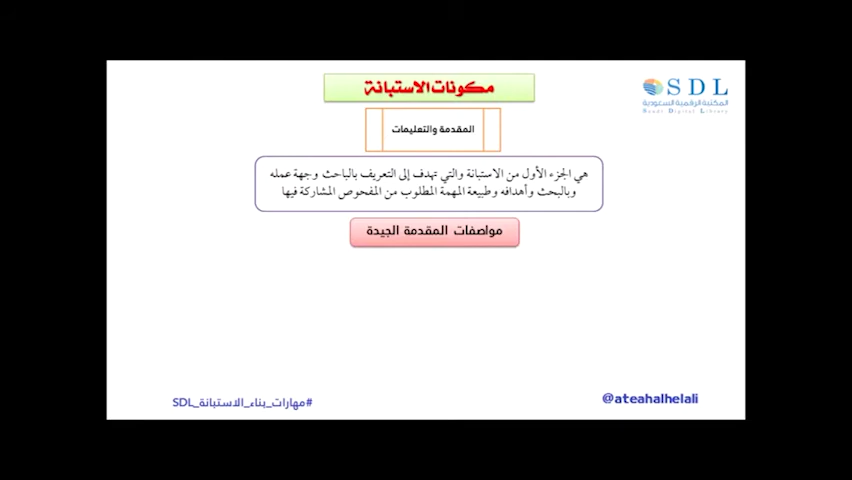 مكونات الاستبانة
SDL
المكتبة الرقمية السعودية
Saudi Digital Library
المقدمة والتعليمات
هي الجزء الأول من الاستبانة والتي تهدف إلى التعريف بالباحث وجهة عمله
وبالبحث وأهدافه وطبيعة المهمة المطلوب من المفحوص المشاركة فيها
مواصفات المقدمة الجيدة
#مهارات_بناء_الاستبانة_SDL
@ateahalhelali